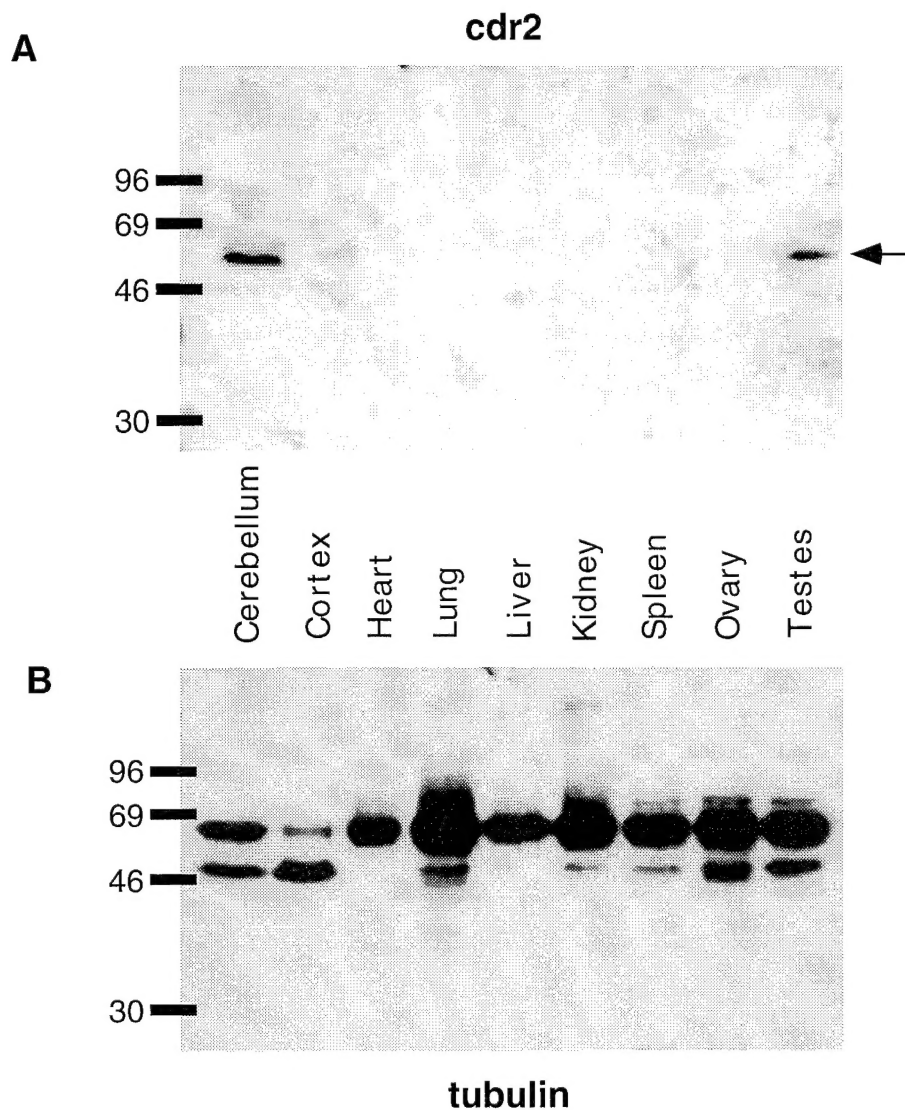 cdr2
A
96
69
46
30
Cerebellum
Cortex
Heart
Lung
Liver
Kidney
Spleen
Ovary
Testes
B
96
69
46
30
tubulin